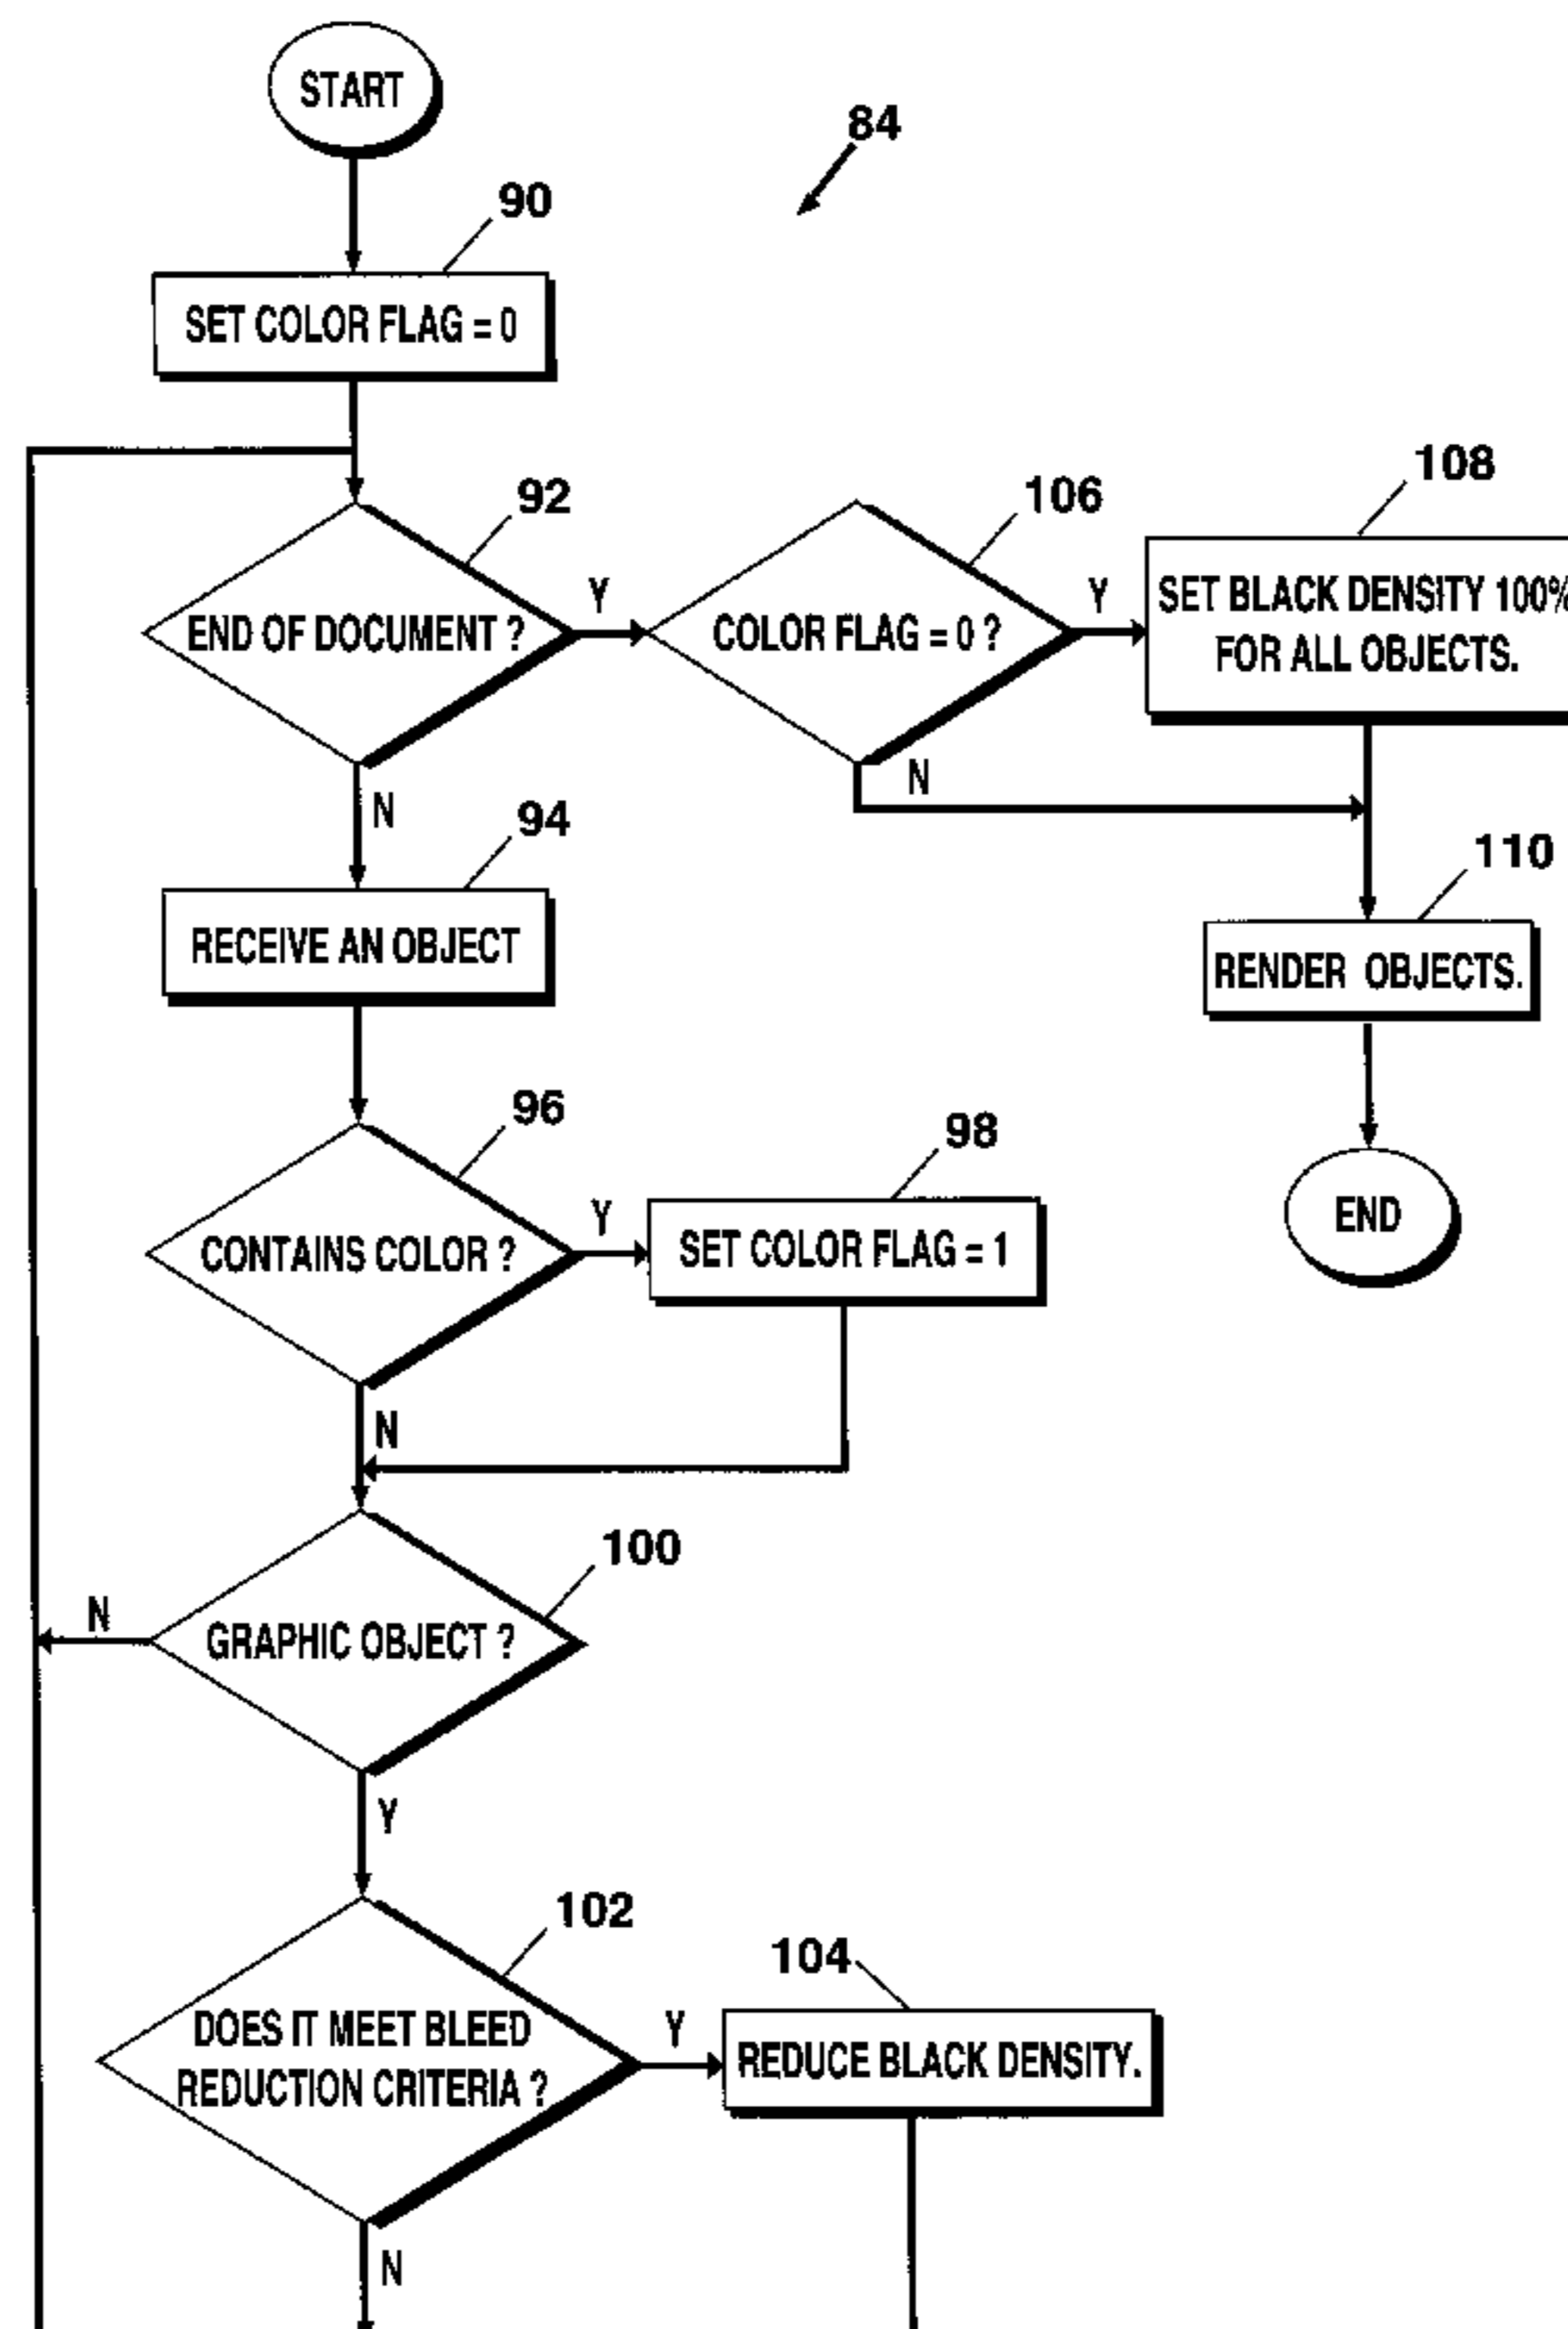 START
84
90
SET COLOR FLAG = 0
92
END OF DOCUMENT ?
Y
N
106
COLOR FLAG = 0 ?
Y
N
108
SET BLACK DENSITY 100%
FOR ALL OBJECTS.
94
RECEIVE AN OBJECT
110
RENDER OBJECTS.
END
96
CONTAINS COLOR ?
Y
N
98
SET COLOR FLAG = 1
100
GRAPHIC OBJECT ?
N
Y
102
DOES IT MEET BLEED
REDUCTION CRITERIA ?
Y
N
104
REDUCE BLACK DENSITY.